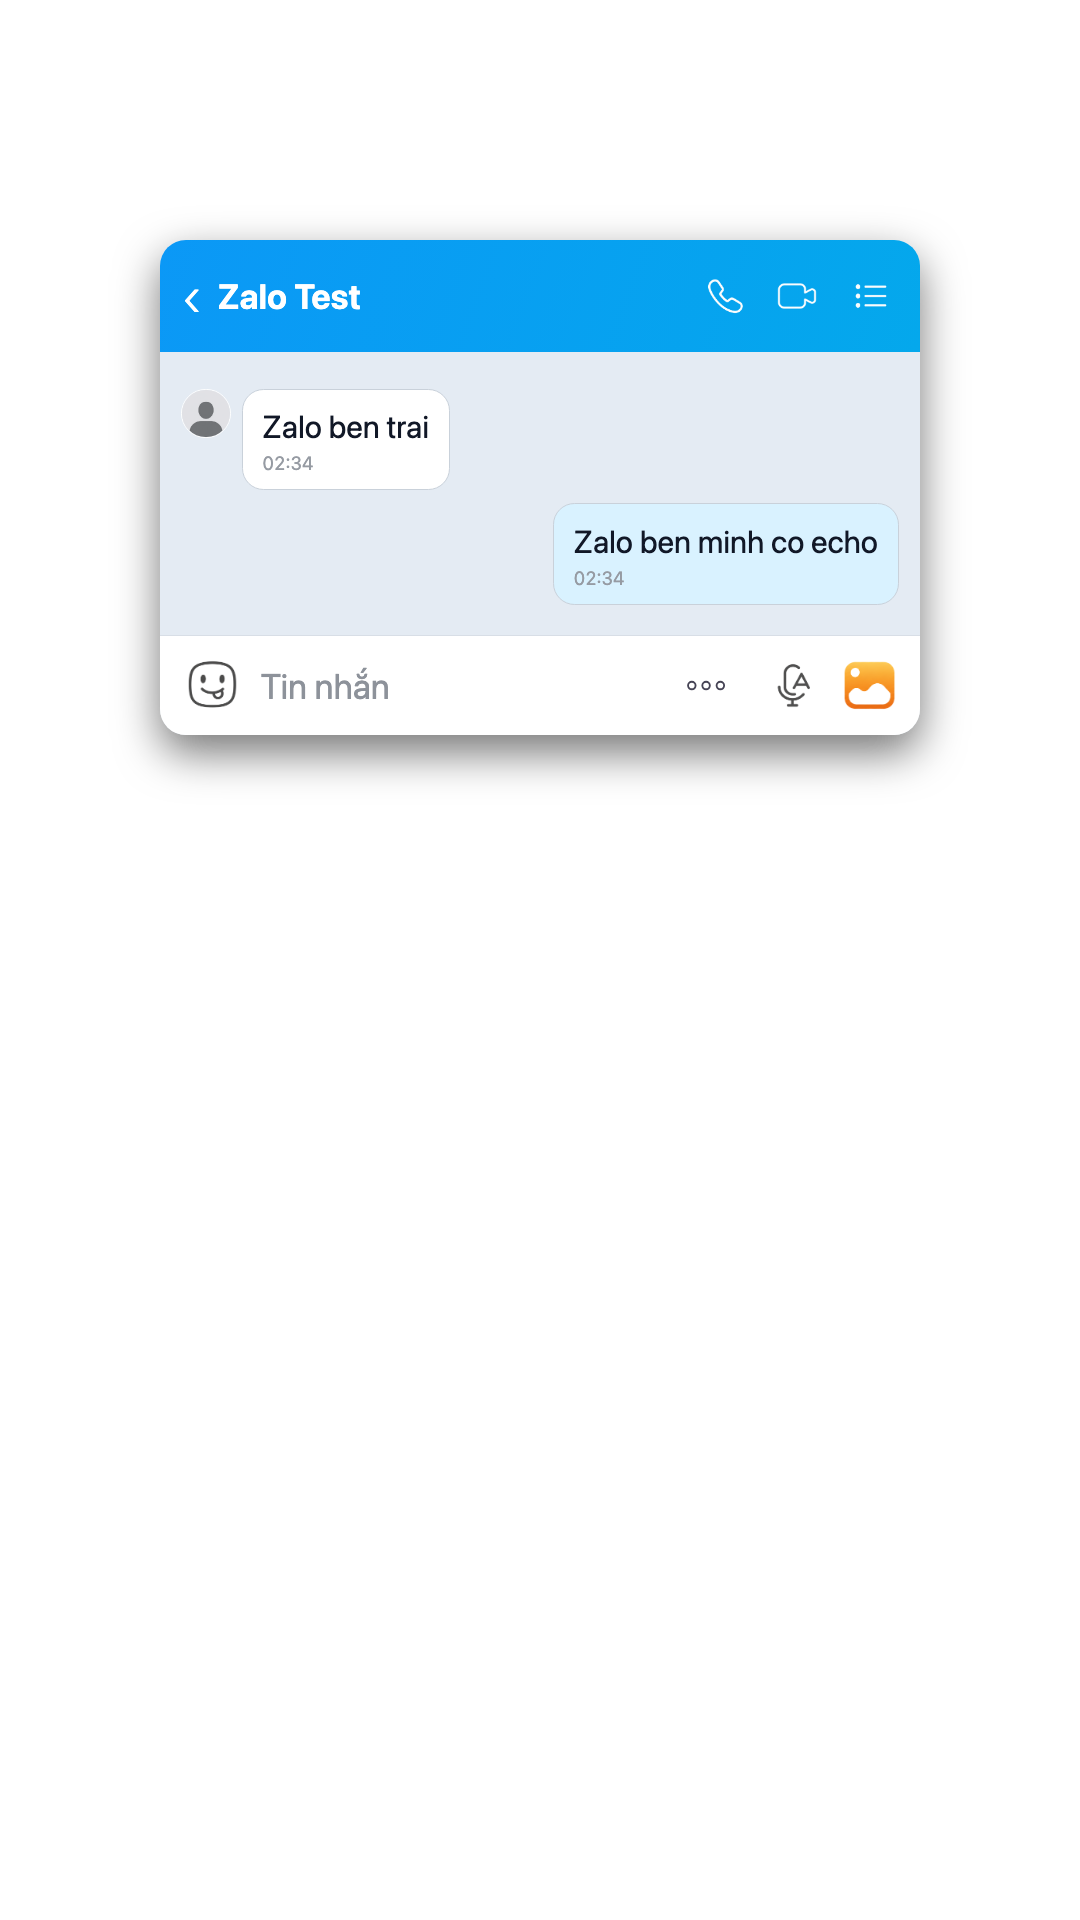 Zalo Test
Zalo ben trai
02:34
Zalo ben minh co echo
02:34
Tin nhắn